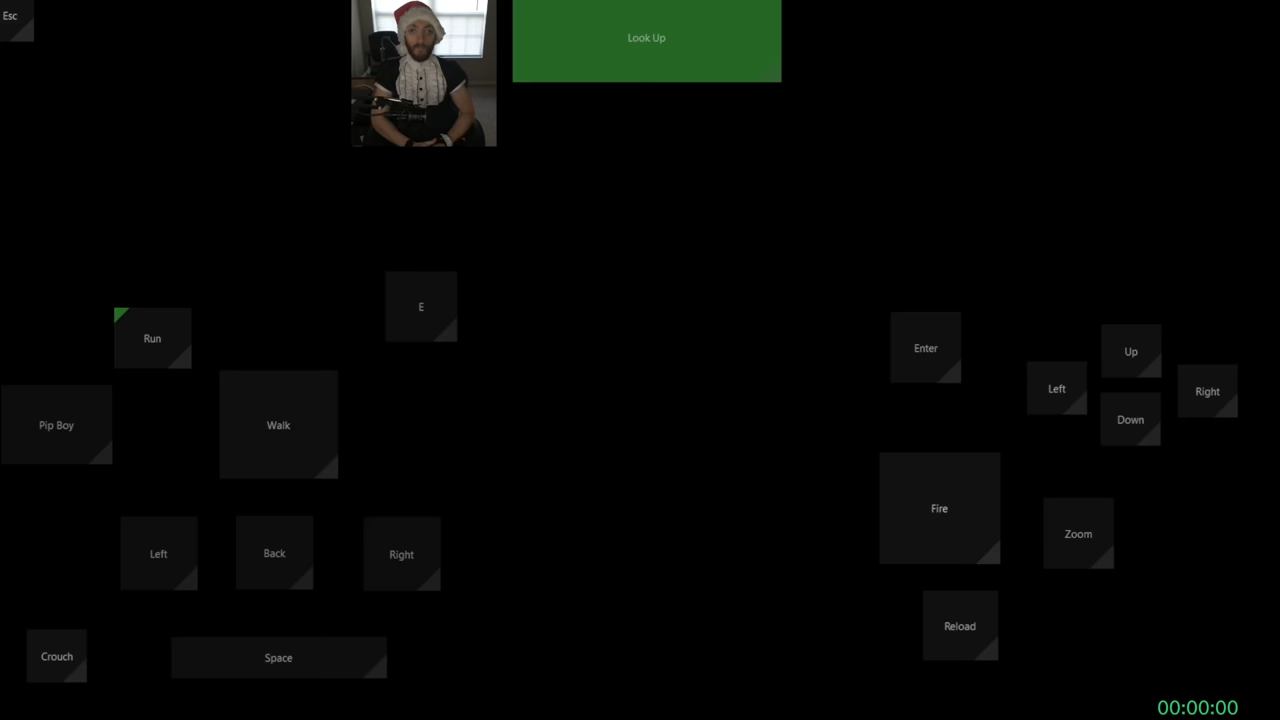 Esc
Look Up
E
Run
Enter
Up
Left
Right
Down
Pip Boy
Walk
Fire
Zoom
Left
Back
Right
Reload
Crouch
Space
00:00:00